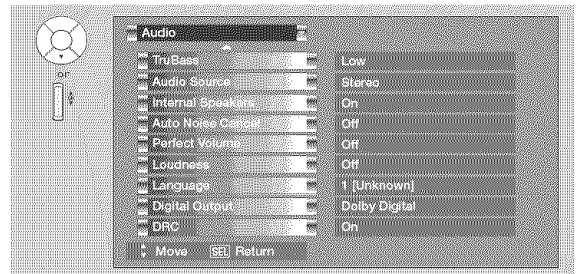 Audio
or
TruBass Low
Audio Source Stereo
Internal Speakers On
Auto Noise Cancel Off
Perfect Volume Off
Loudness Off
Language 1 [Unknown]
Digital Output Dolby Digital
DRC On
Move SEL Return